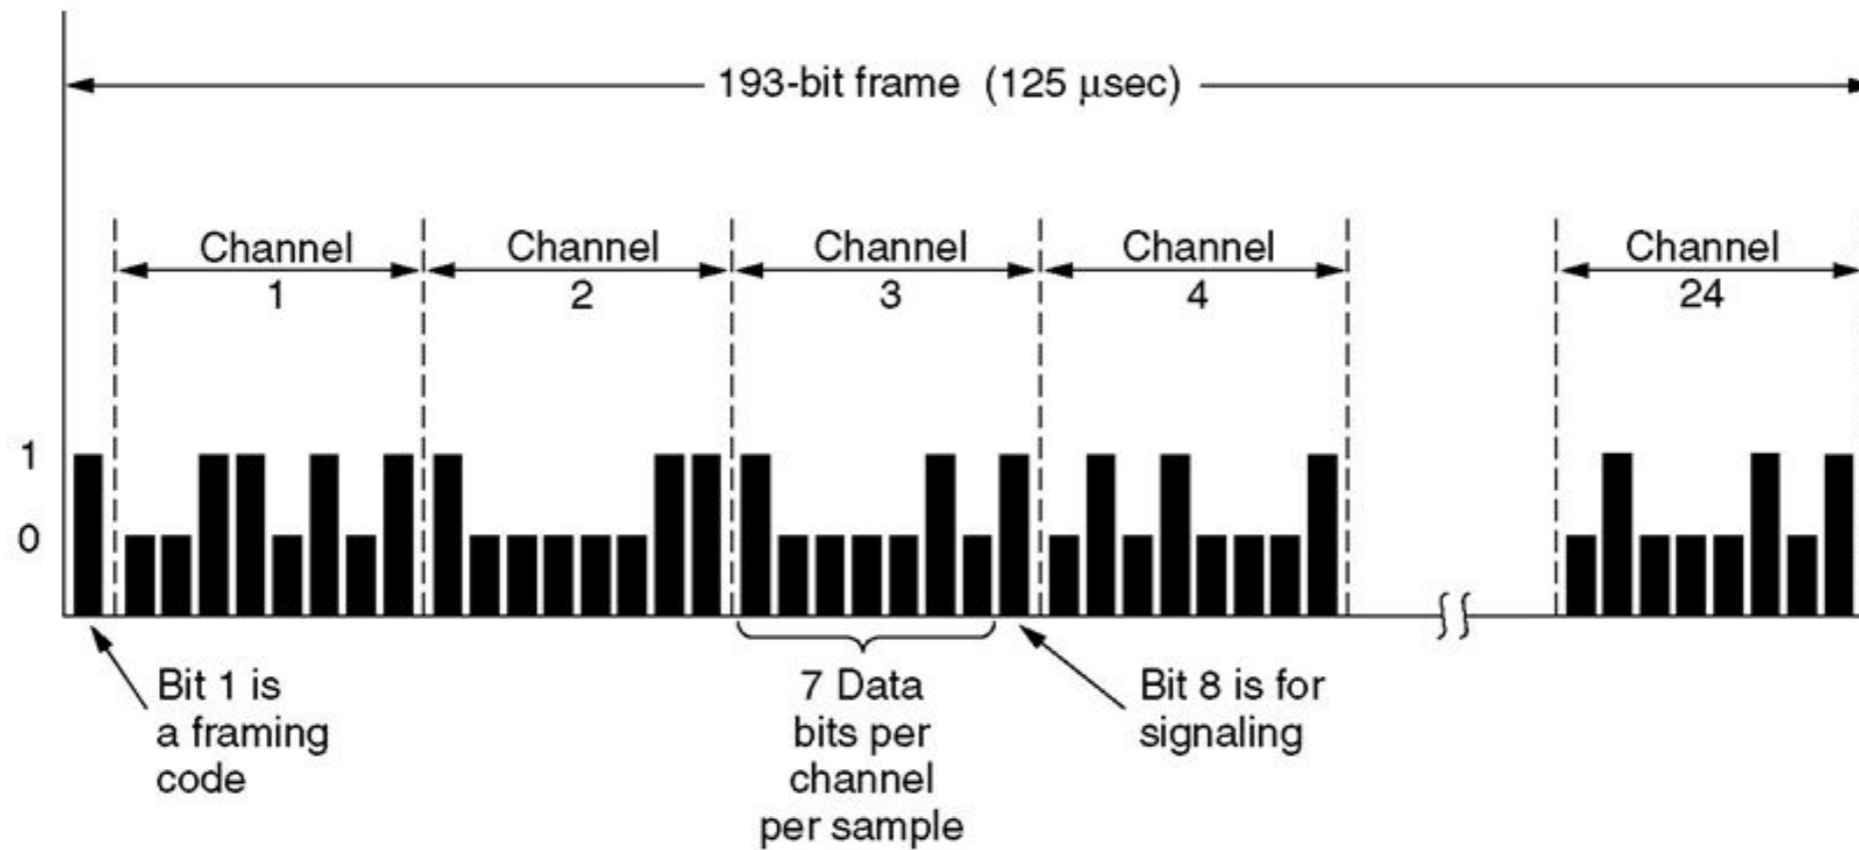 193-bit frame (125 μsec)
Channel
1
Channel
2
Channel
3
Channel
4
Channel
24
1
0
Bit 1 is
a framing
code
7 Data
bits per
channel
per sample
Bit 8 is for
signaling